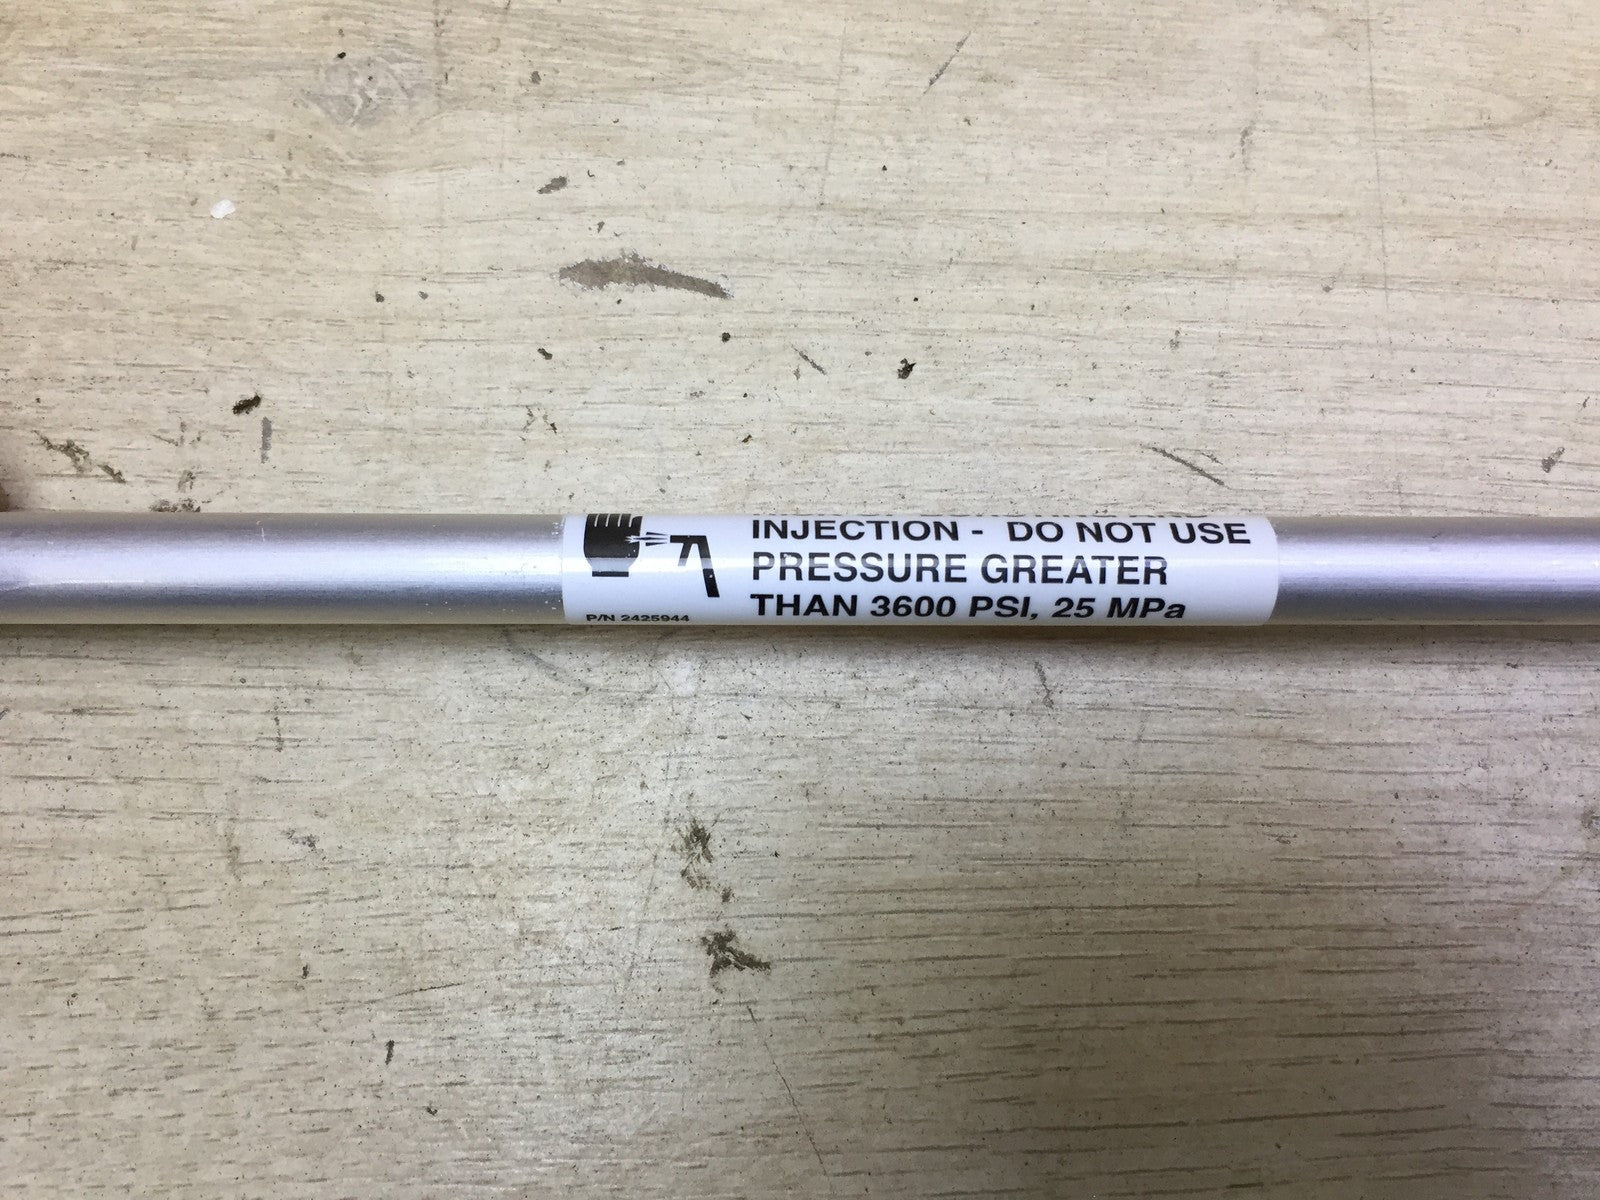 INJECTION - DO NOT USE
PRESSURE GREATER
THAN 3600 PSI, 25 MPa
P/N 2425944